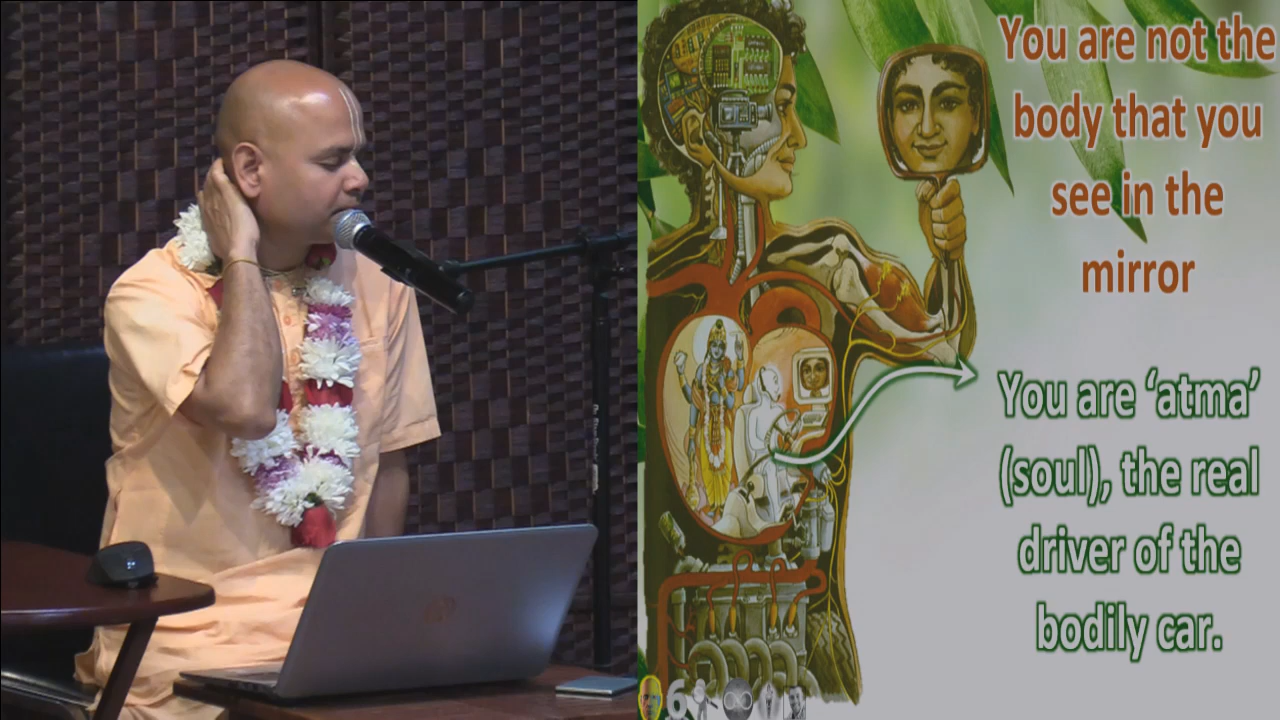 You are not the
body that you
see in the
mirror
You are ‘atma’
(soul), the real
driver of the
bodily car.
6